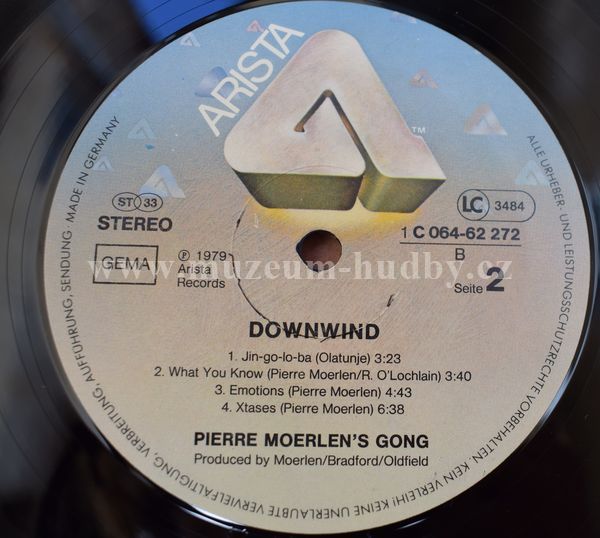 ARISTA
TM
MADE IN GERMANY
ALLE URHEBER- UND LEISTUNGSSCHUTZRECHTE VORBEHALTEN. KEIN VERLEIH! KEINE UNERLAUBTE VERVIELFÄLTIGUNG, VERBREITUNG, AUFFÜHRUNG, SENDUNG ·
ST 33
STEREO
GEMA
℗ 1979
Arista
Records
LC 3484
1 C 064-62 272
B
Seite 2
www.muzeum-hudby.cz
DOWNWIND
1. Jin-go-lo-ba (Olatunje) 3:23
2. What You Know (Pierre Moerlen/R. O'Lochlain) 3:40
3. Emotions (Pierre Moerlen) 4:43
4. Xtases (Pierre Moerlen) 6:38
PIERRE MOERLEN'S GONG
Produced by Moerlen/Bradford/Oldfield